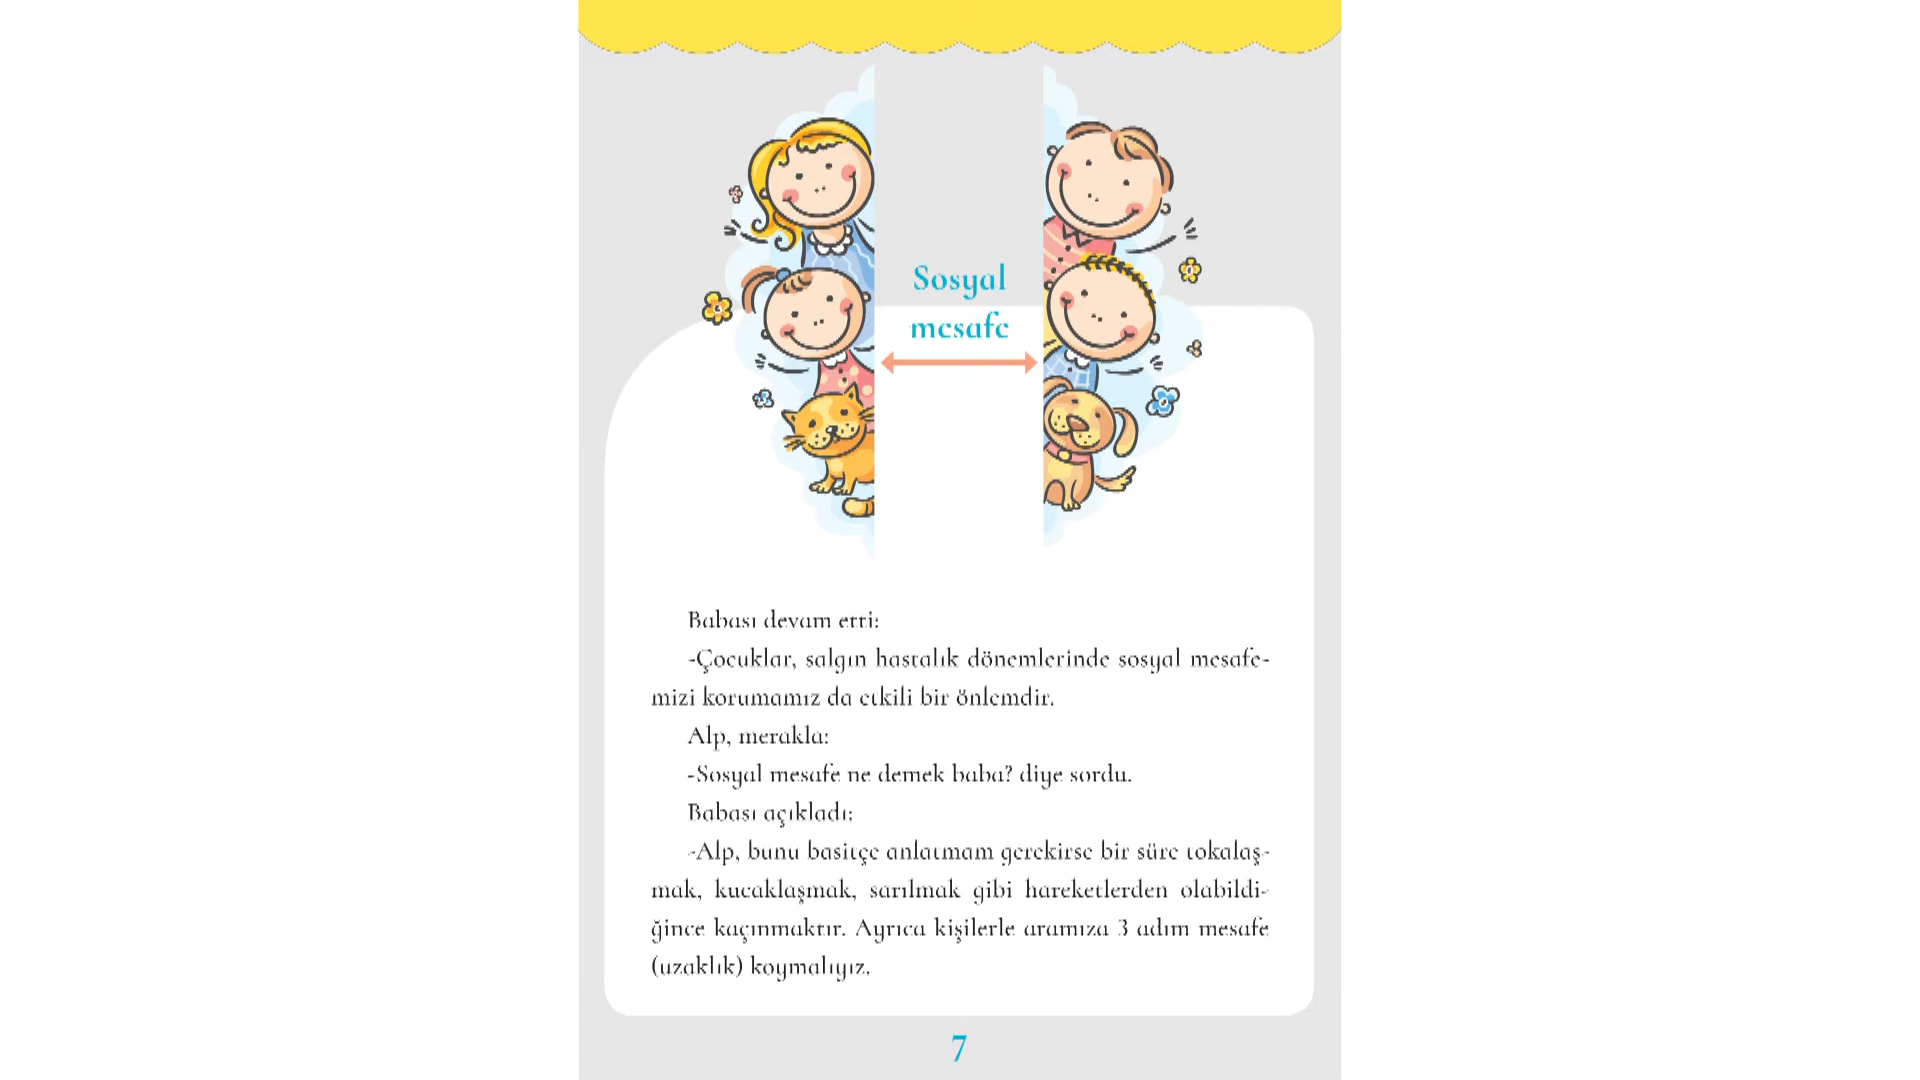 Sosyal
mesafe
Babası devam etti:
-Çocuklar, salgın hastalık dönemlerinde sosyal mesafe-
mizi korumamız da etkili bir önlemdir.
Alp, merakla:
-Sosyal mesafe ne demek baba? diye sordu.
Babası açıkladı:
-Alp, bunu basitçe anlatmam gerekirse bir süre tokalaş-
mak, kucaklaşmak, sarılmak gibi hareketlerden olabildi-
ğince kaçınmaktır. Ayrıca kişilerle aramıza 3 adım mesafe
(uzaklık) koymalıyız.
7